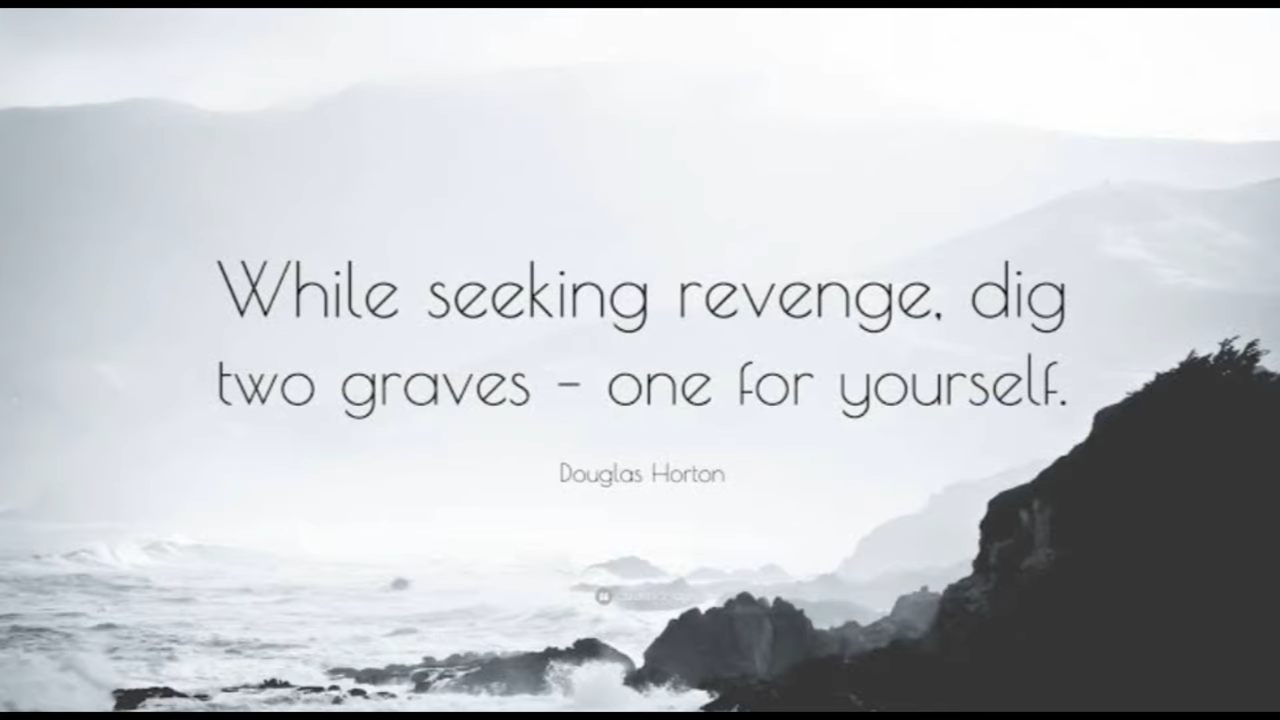 While seeking revenge, dig
two graves – one for yourself.
Douglas Horton